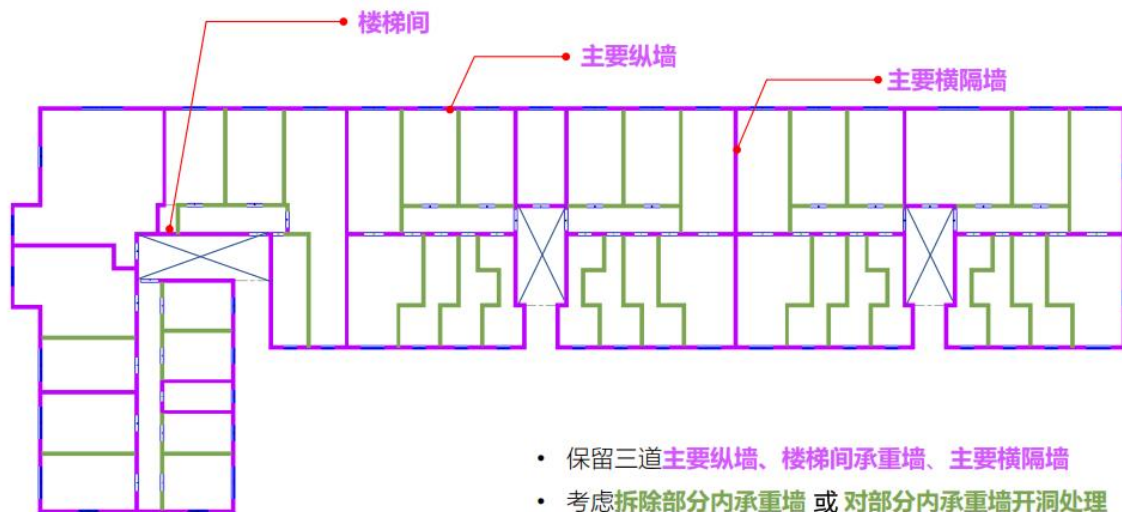 楼梯间
主要纵墙
主要横隔墙
• 保留三道主要纵墙、楼梯间承重墙、主要横隔墙
• 考虑拆除部分内承重墙 或 对部分内承重墙开洞处理